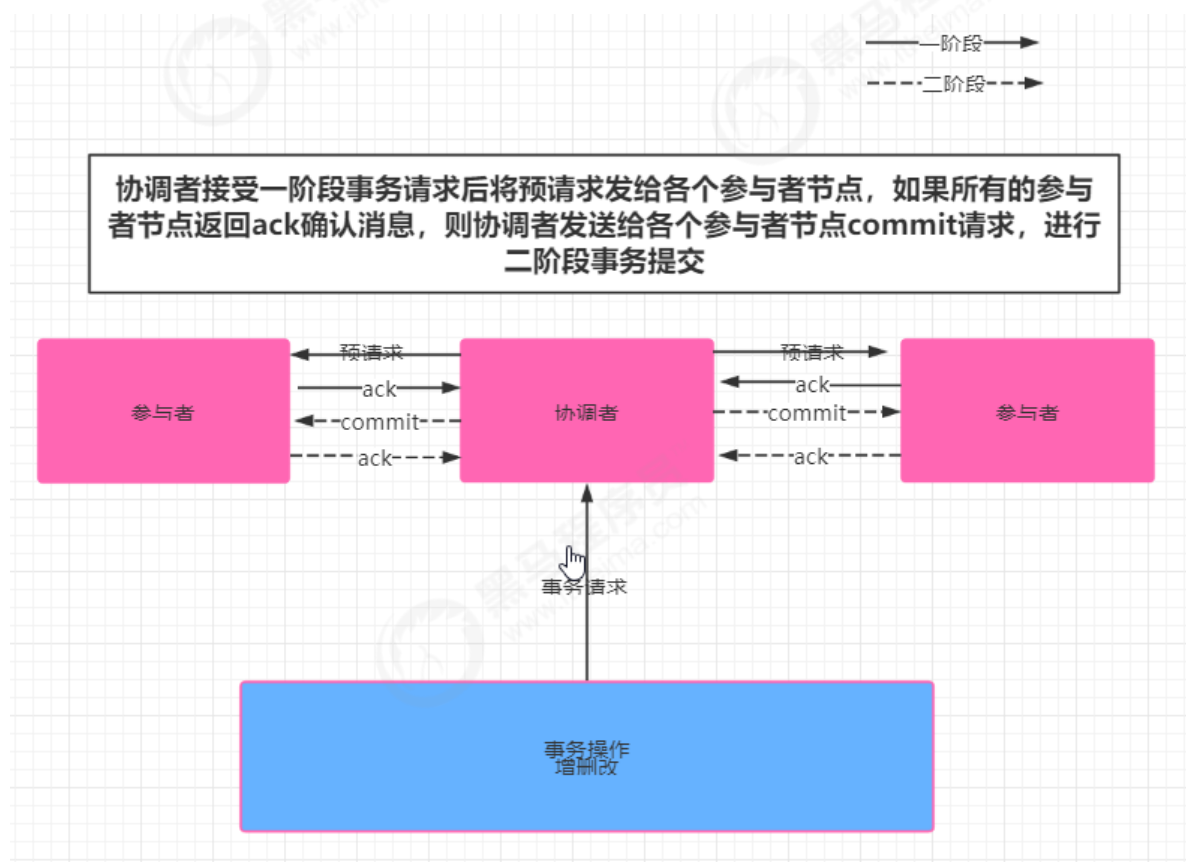 一阶段
二阶段
协调者接受一阶段事务请求后将预请求发给各个参与者节点，如果所有的参与
者节点返回ack确认消息，则协调者发送给各个参与者节点commit请求，进行
二阶段事务提交
预请求
预请求
ack
ack
参与者
协调者
参与者
commit
commit
ack
ack
事务请求
事务操作
增删改
黑马程序员